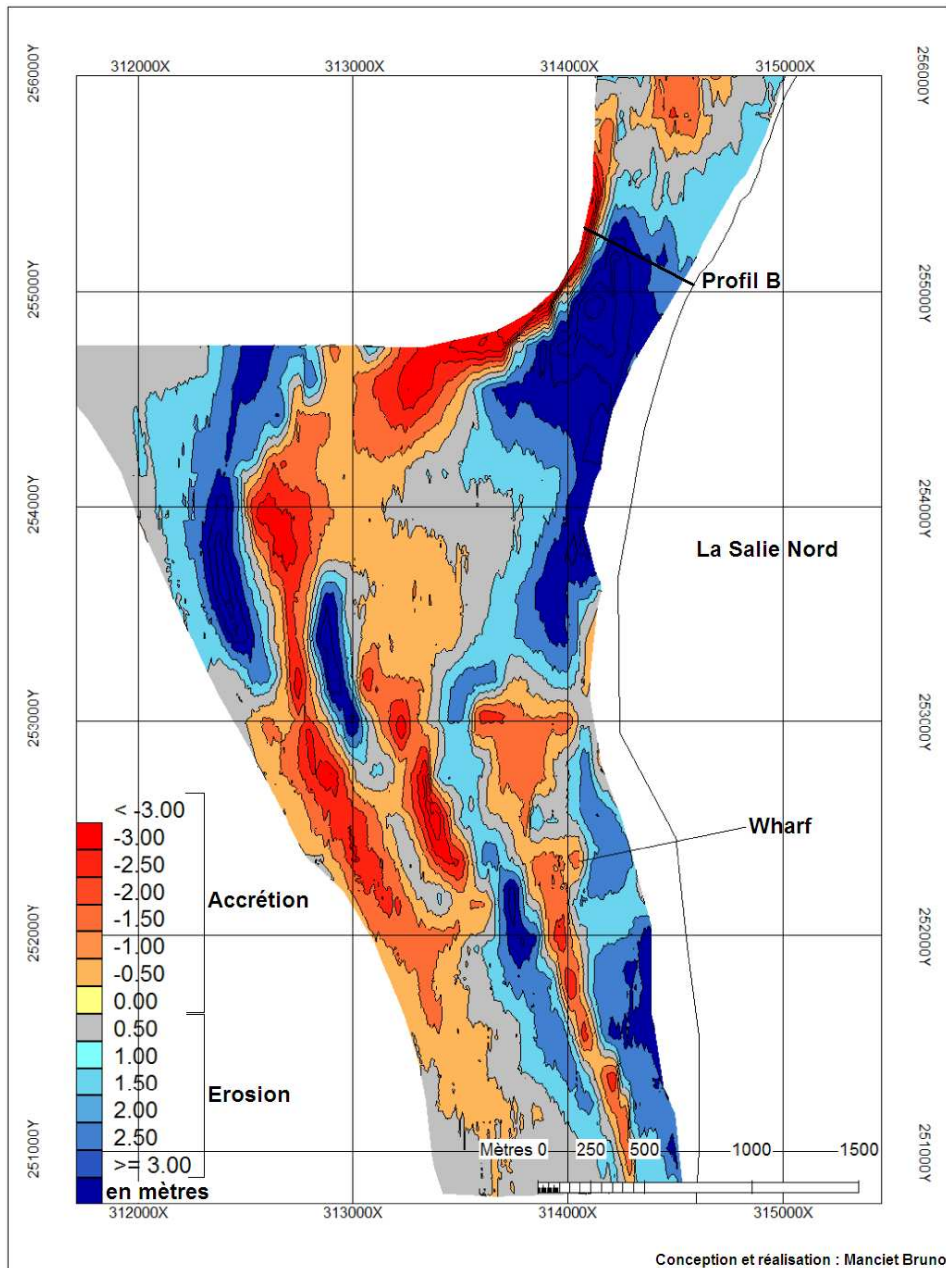 312000X 313000X 314000X 315000X
256000Y 256000Y
Profil B
255000Y 255000Y
254000Y 254000Y
La Salie Nord
253000Y 253000Y
Wharf
252000Y 252000Y
< -3.00
-3.00
-2.50
-2.00
-1.50
-1.00
-0.50
0.00
0.50
1.00
1.50
2.00
2.50
>= 3.00
en mètres
Accrétion
Erosion
251000Y 251000Y
Mètres 0 250 500 1000 1500
312000X 313000X 314000X 315000X
Conception et réalisation : Manciet Bruno